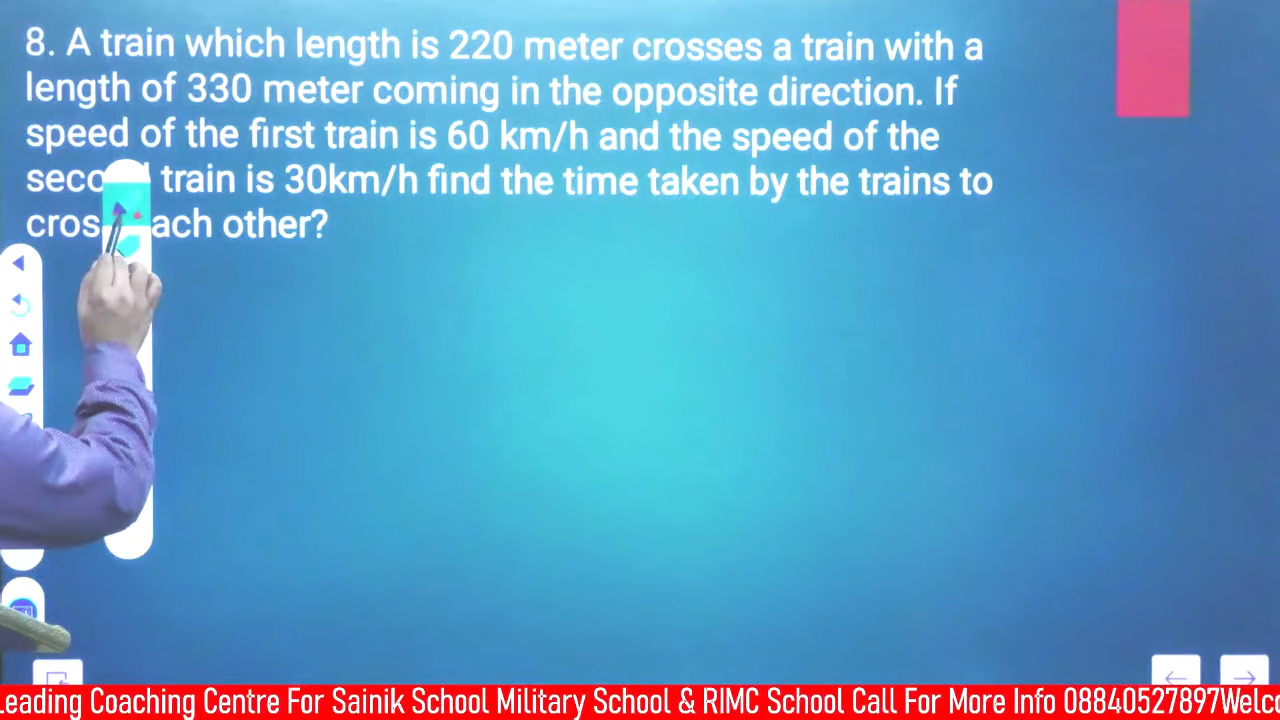 8. A train which length is 220 meter crosses a train with a
length of 330 meter coming in the opposite direction. If
speed of the first train is 60 km/h and the speed of the
seco train is 30km/h find the time taken by the trains to
cros ach other?
eading Coaching Centre For Sainik School Military School & RIMC School Call For More Info 08840527897Welco